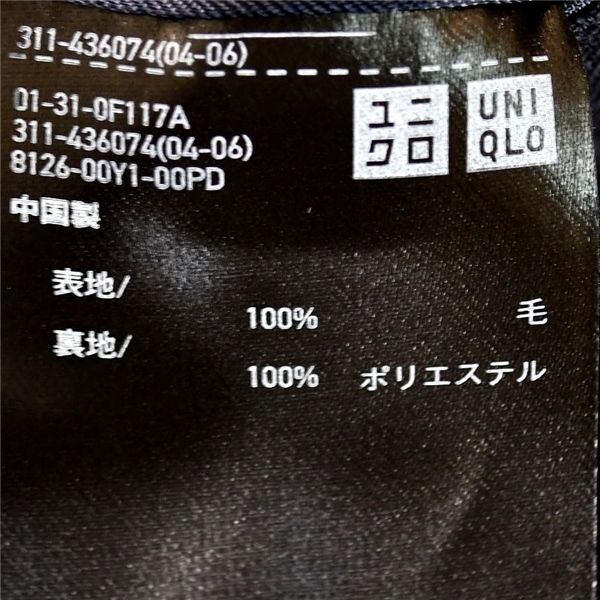 311-436074(04-06)
01-31-0F117A
311-436074(04-06)
8126-00Y1-00PD
中国製
ユニ
クロ
UNI
QLO
表地/
100% 毛
裏地/
100% ポリエステル